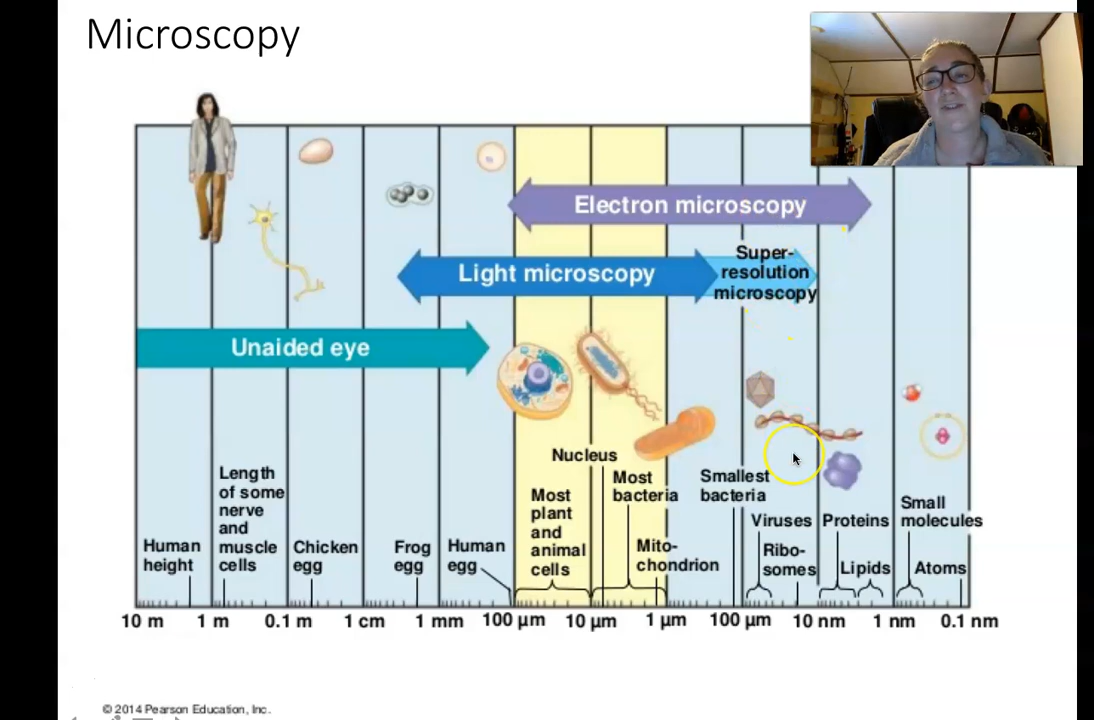 Microscopy
Electron microscopy
Super-
resolution
microscopy
Light microscopy
Unaided eye
Human
height
Length
of some
nerve
and
muscle
cells
Chicken
egg
Frog
egg
Human
egg
Most
plant
and
animal
cells
Nucleus
Most
bacteria
Mito-
chondrion
Smallest
bacteria
Viruses
Ribo-
somes
Proteins
Lipids
Small
molecules
Atoms
10 m
1 m
0.1 m
1 cm
1 mm
100 µm
10 µm
1 µm
100 µm
10 nm
1 nm
0.1 nm
© 2014 Pearson Education, Inc.